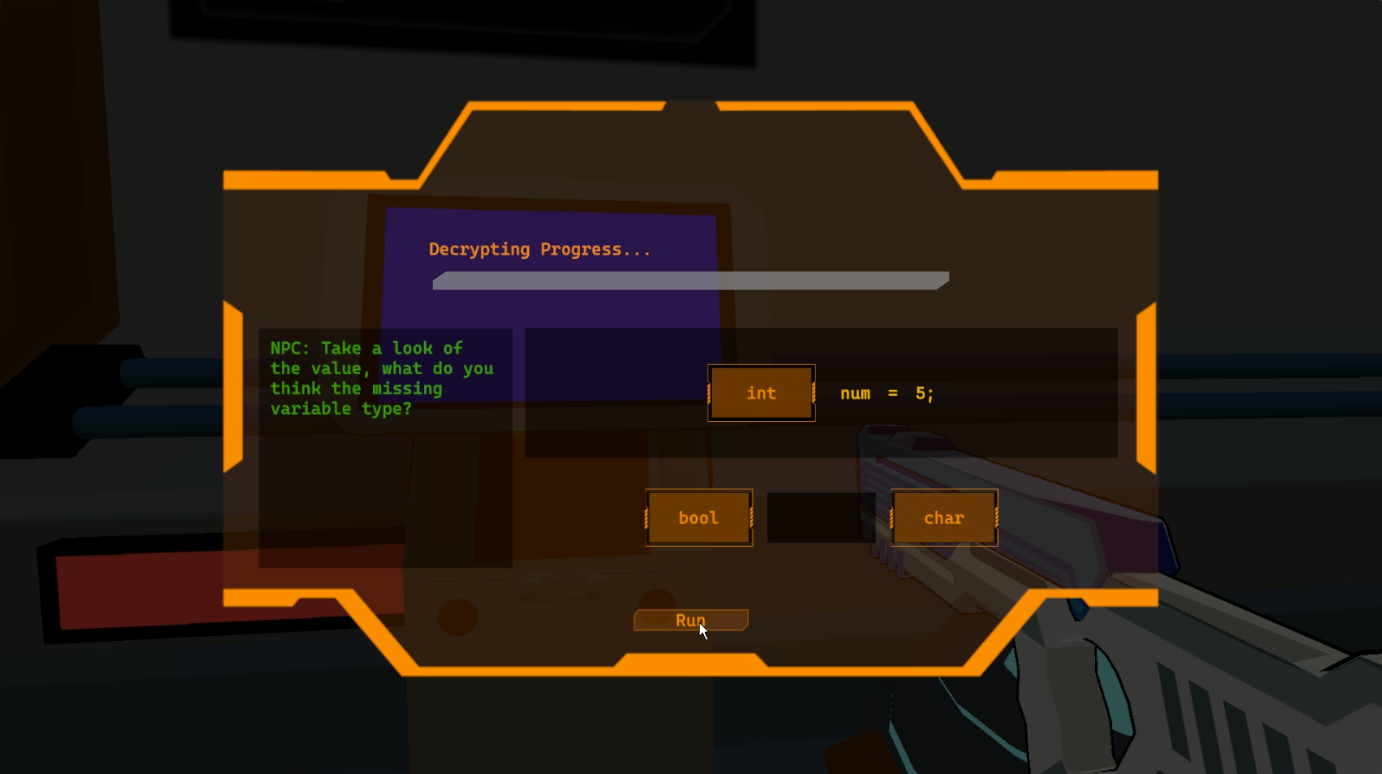 Decrypting Progress...
NPC: Take a look of
the value, what do you
think the missing
variable type?
int num = 5;
bool char
Run